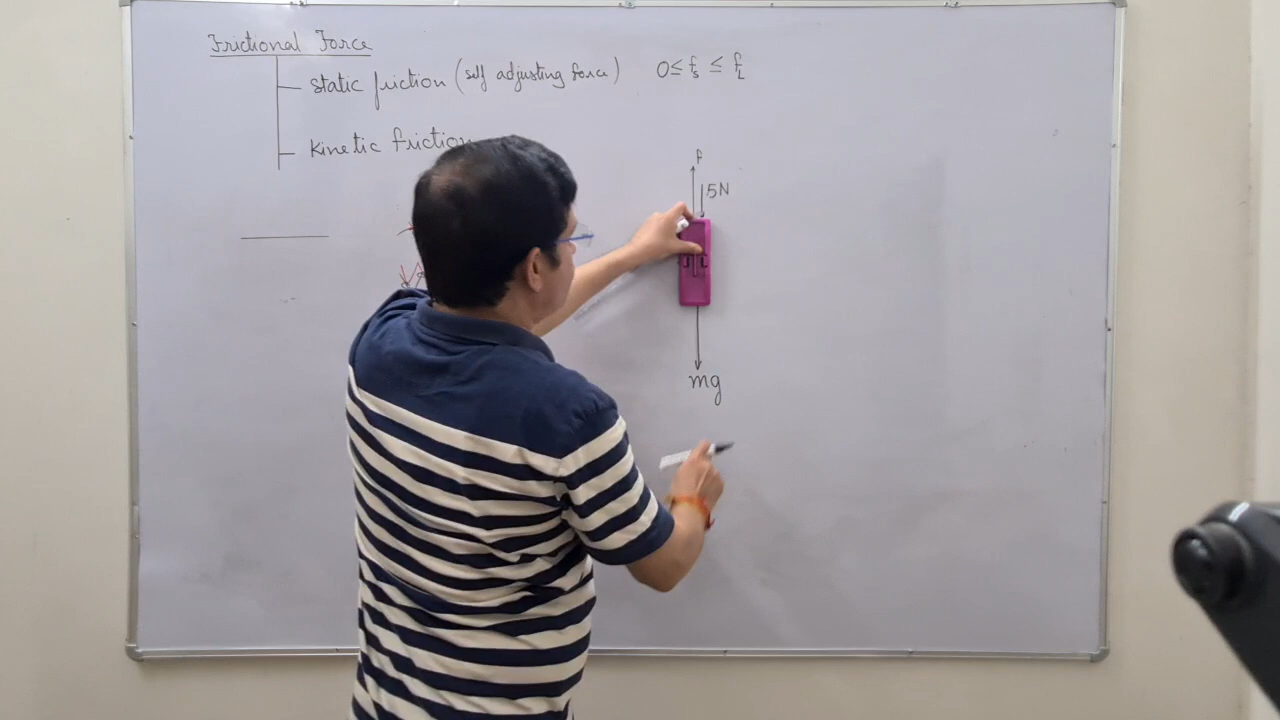 Frictional Force
static friction (self adjusting force) 0 ≤ fs ≤ fL
Kinetic friction
f
5N
mg